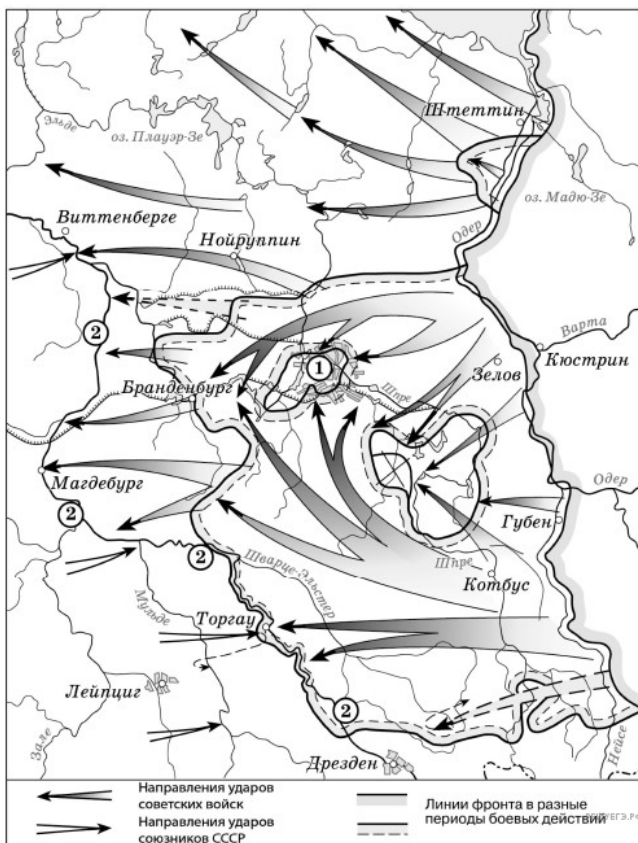 Штеттин
Эльде
оз. Плауэр-Зе
оз. Мадю-Зе
Виттенберге
Нойруппин
Одер
Варта
2
1
Зелов
Кюстрин
Бранденбург
Шпре
Магдебург
Одер
2
2
Губен
Шпре
Шварце-Эльстер
Котбус
Мульде
Торгау
Лейпциг
2
Зале
Дрезден
Нейсе
Направления ударов
советских войск
Направления ударов
союзников СССР
Линии фронта в разные
периоды боевых действий